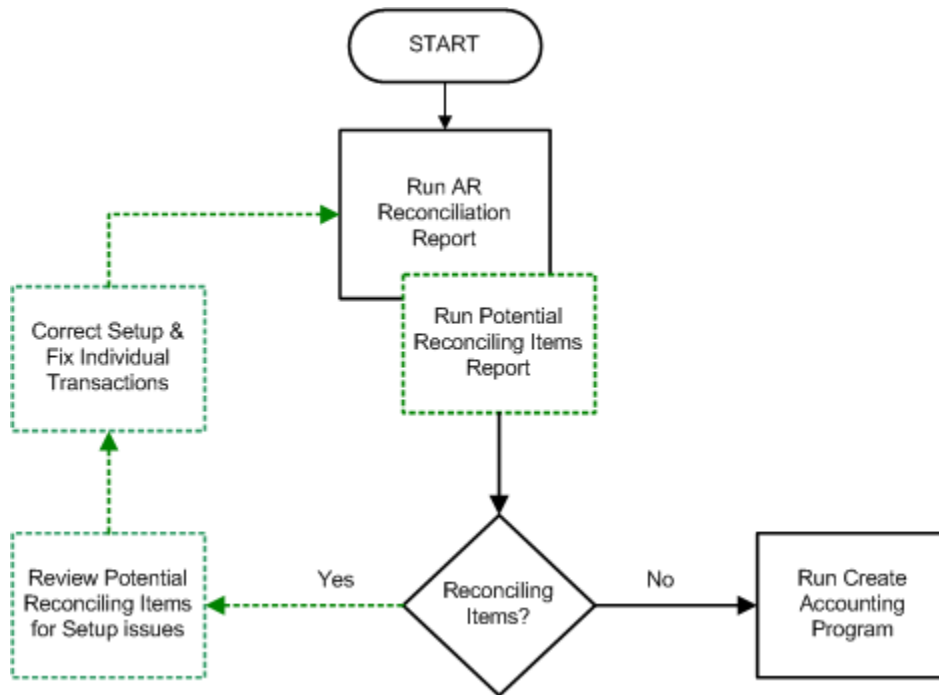 START
Run AR
Reconciliation
Report
Run Potential
Reconciling Items
Report
Correct Setup &
Fix Individual
Transactions
Review Potential
Reconciling Items
for Setup issues
Yes
Reconciling
Items?
No
Run Create
Accounting
Program